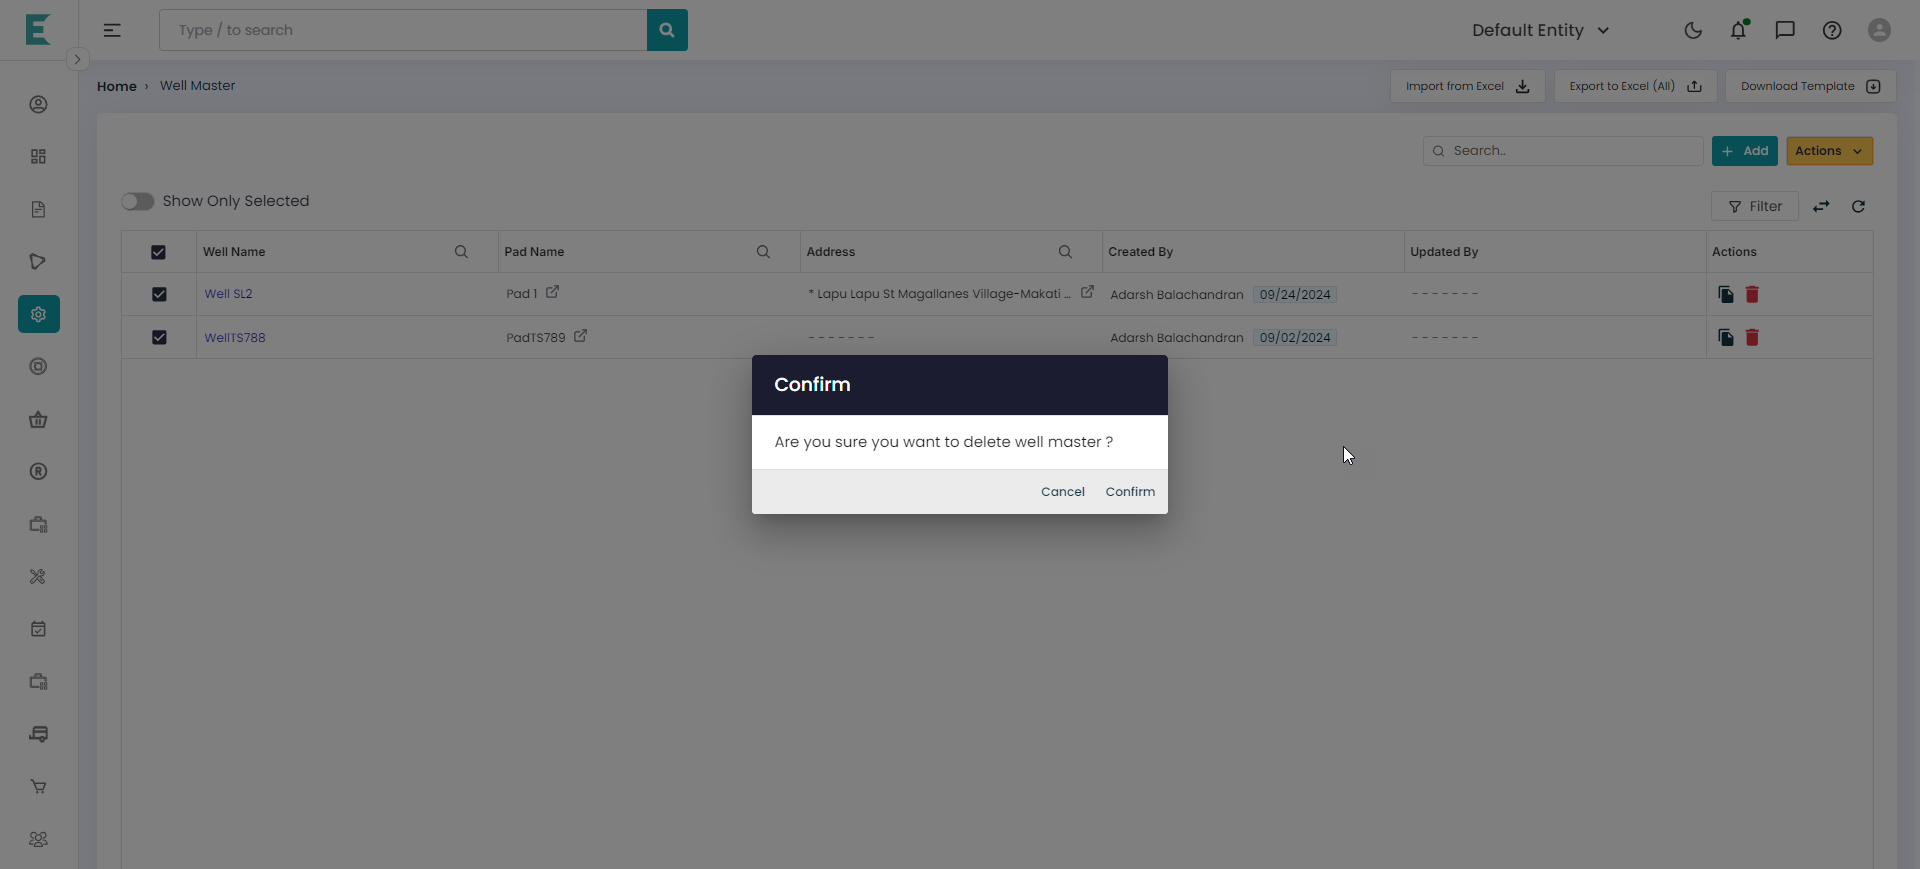 Type / to search
Default Entity
Home › Well Master
Import from Excel
Export to Excel (All)
Download Template
Search..
+ Add
Actions
Show Only Selected
Filter
Well Name Pad Name Address Created By Updated By Actions
Well SL2 Pad 1 * Lapu Lapu St Magallanes Village-Makati ... Adarsh Balachandran 09/24/2024 -------
WellTS788 PadTS789 ------- Adarsh Balachandran 09/02/2024 -------
Confirm
Are you sure you want to delete well master ?
Cancel Confirm